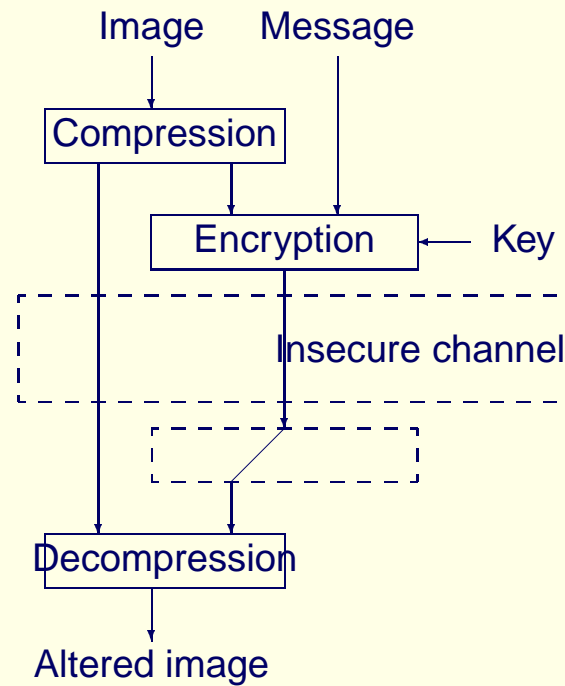 Image Message
Compression
Encryption Key
Insecure channel
Decompression
Altered image